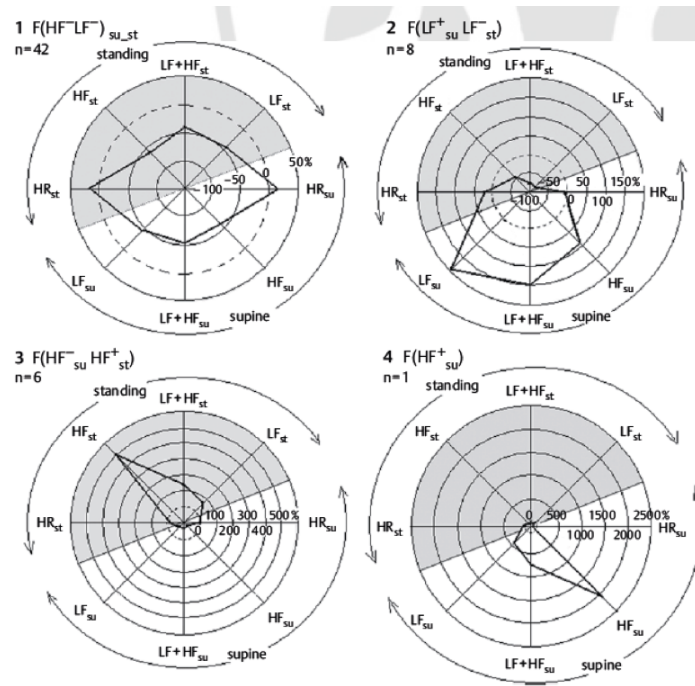 1 F(HF⁻LF⁻)su_st
n=42
standing
LF+HFst
HFst
LFst
HRst
-100
-50
0
50%
HRsu
LFsu
HFsu
LF+HFsu
supine
2 F(LF⁺su LF⁻st)
n=8
standing
LF+HFst
HFst
LFst
HRst
-50
50
150%
-100
0
100
HRsu
LFsu
HFsu
LF+HFsu
supine
3 F(HF⁻su HF⁺st)
n=6
standing
LF+HFst
HFst
LFst
HRst
100
300
500%
0
200
400
HRsu
LFsu
HFsu
LF+HFsu
supine
4 F(HF⁺su)
n=1
standing
LF+HFst
HFst
LFst
HRst
0
500
1500
2500%
1000
2000
HRsu
LFsu
HFsu
LF+HFsu
supine